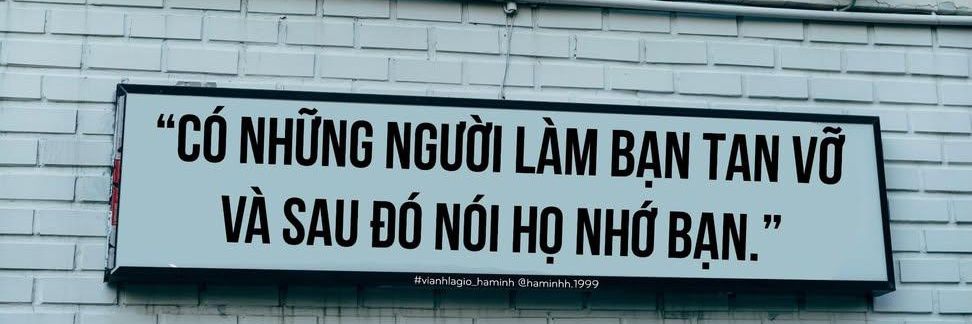 “CÓ NHỮNG NGƯỜI LÀM BẠN TAN VỠ
VÀ SAU ĐÓ NÓI HỌ NHỚ BẠN.”
#vianhlagio_haminh @haminhh.1999